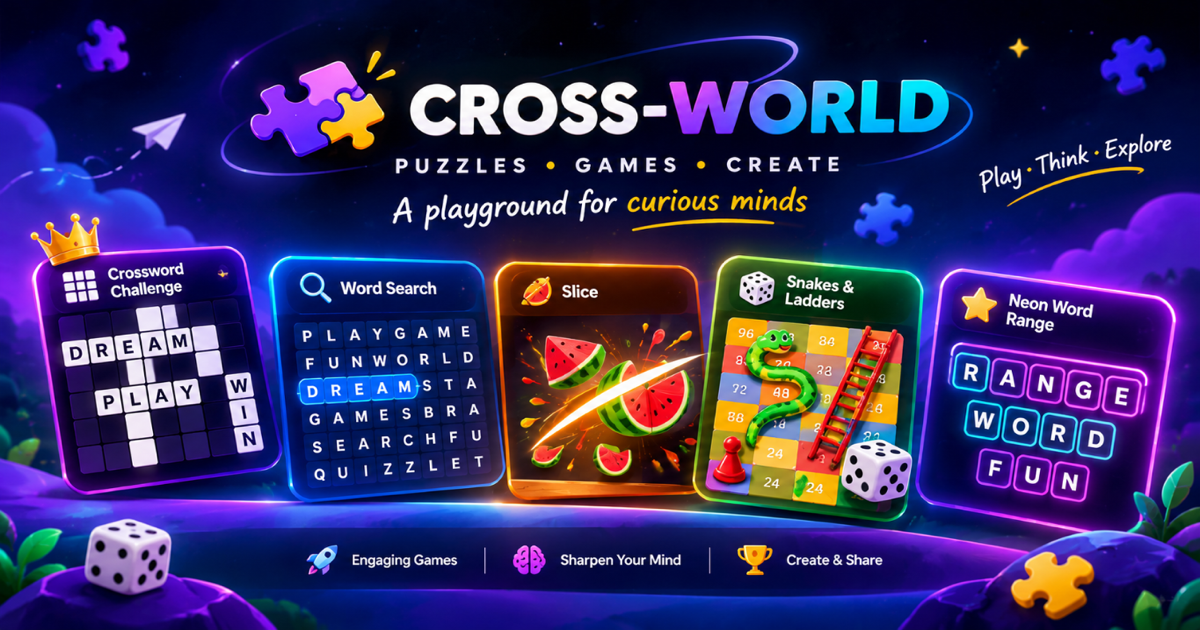 CROSS-WORLD
PUZZLES • GAMES • CREATE
A playground for curious minds
Play · Think · Explore
Crossword
Challenge
DREAM
PLAY
WIN
Word Search
PLAYGAME
FUNWORLD
DREAMSTA
GAMESBRA
SEARCHFU
QUIZZLET
Slice
Snakes &
Ladders
96 84
72 88
24
24 24
Neon Word
Range
RANGE
WORD
FUN
Engaging Games
Sharpen Your Mind
Create & Share